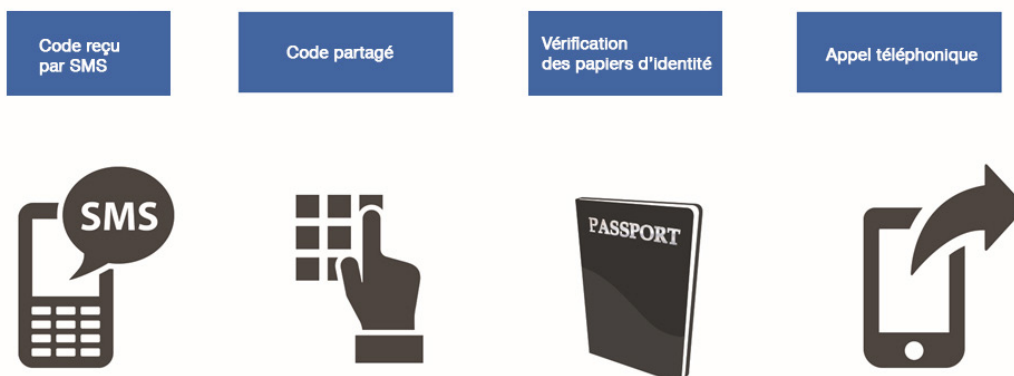 Code reçu
par SMS
Code partagé
Vérification
des papiers d'identité
Appel téléphonique
SMS
PASSPORT